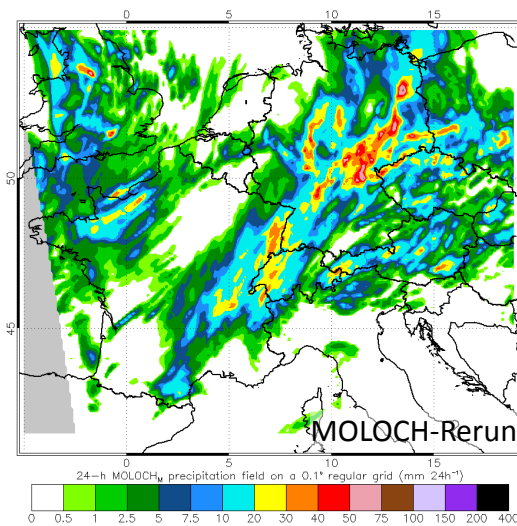 0 5 10 15
50
45
MOLOCH-Rerun
0 5 10 15
24-h MOLOCH_M precipitation field on a 0.1° regular grid (mm 24h⁻¹)
0.5 1 2.5 5 7.5 10 20 30 40 50 75 100 150 200 400